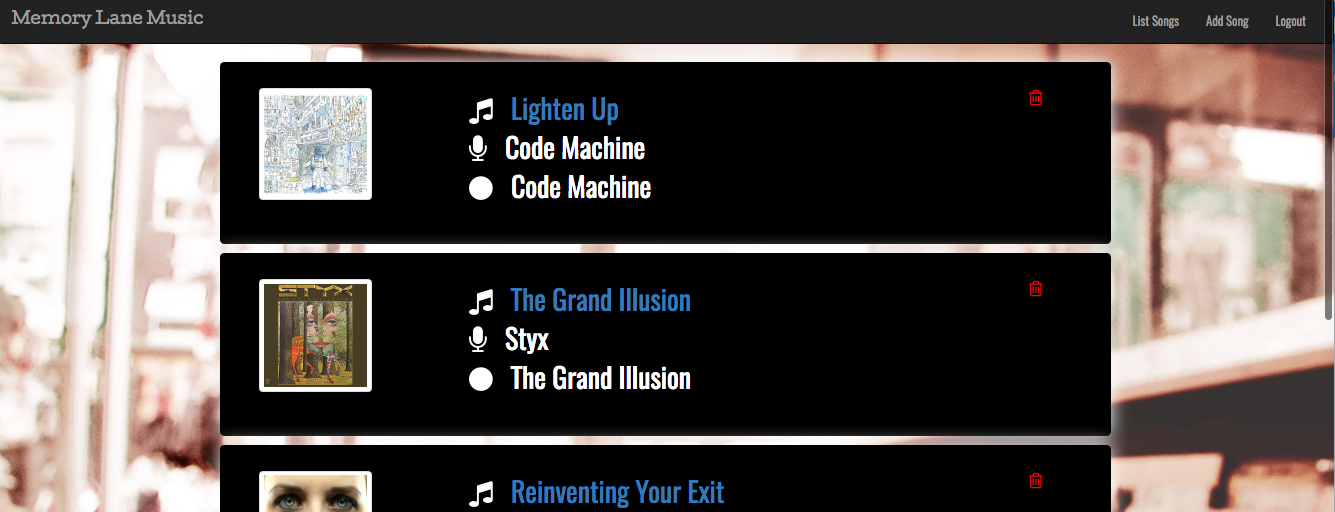 Memory Lane Music
List Songs
Add Song
Logout
Lighten Up
Code Machine
Code Machine
STYX
The Grand Illusion
Styx
The Grand Illusion
Reinventing Your Exit